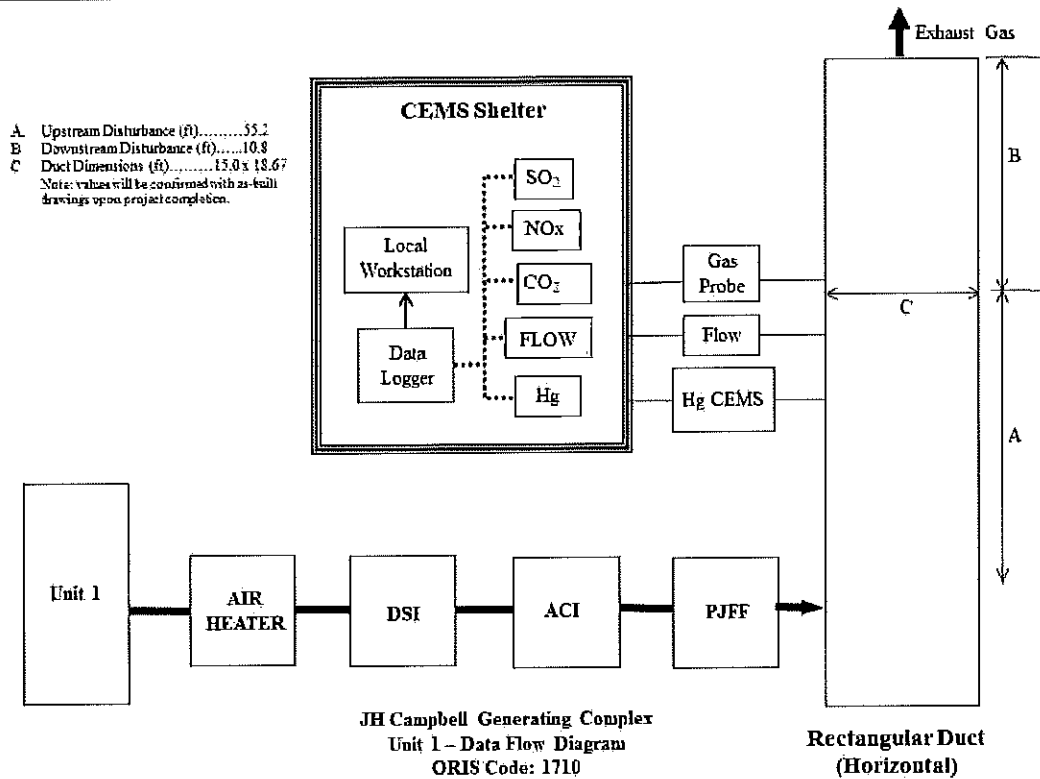 Exhaust Gas
CEMS Shelter
A Upstream Disturbance (ft).........55.2
B Downstream Disturbance (ft).....10.8
C Duct Dimensions (ft)..........15.0 x 18.67
Note: values will be confirmed with as-built
drawings upon project completion.
SO2
NOx
CO2
FLOW
Hg
Local
Workstation
Data
Logger
Gas
Probe
Flow
Hg CEMS
B
C
A
Unit 1
AIR
HEATER
DSI
ACI
PJFF
JH Campbell Generating Complex
Unit 1 – Data Flow Diagram
ORIS Code: 1710
Rectangular Duct
(Horizontal)